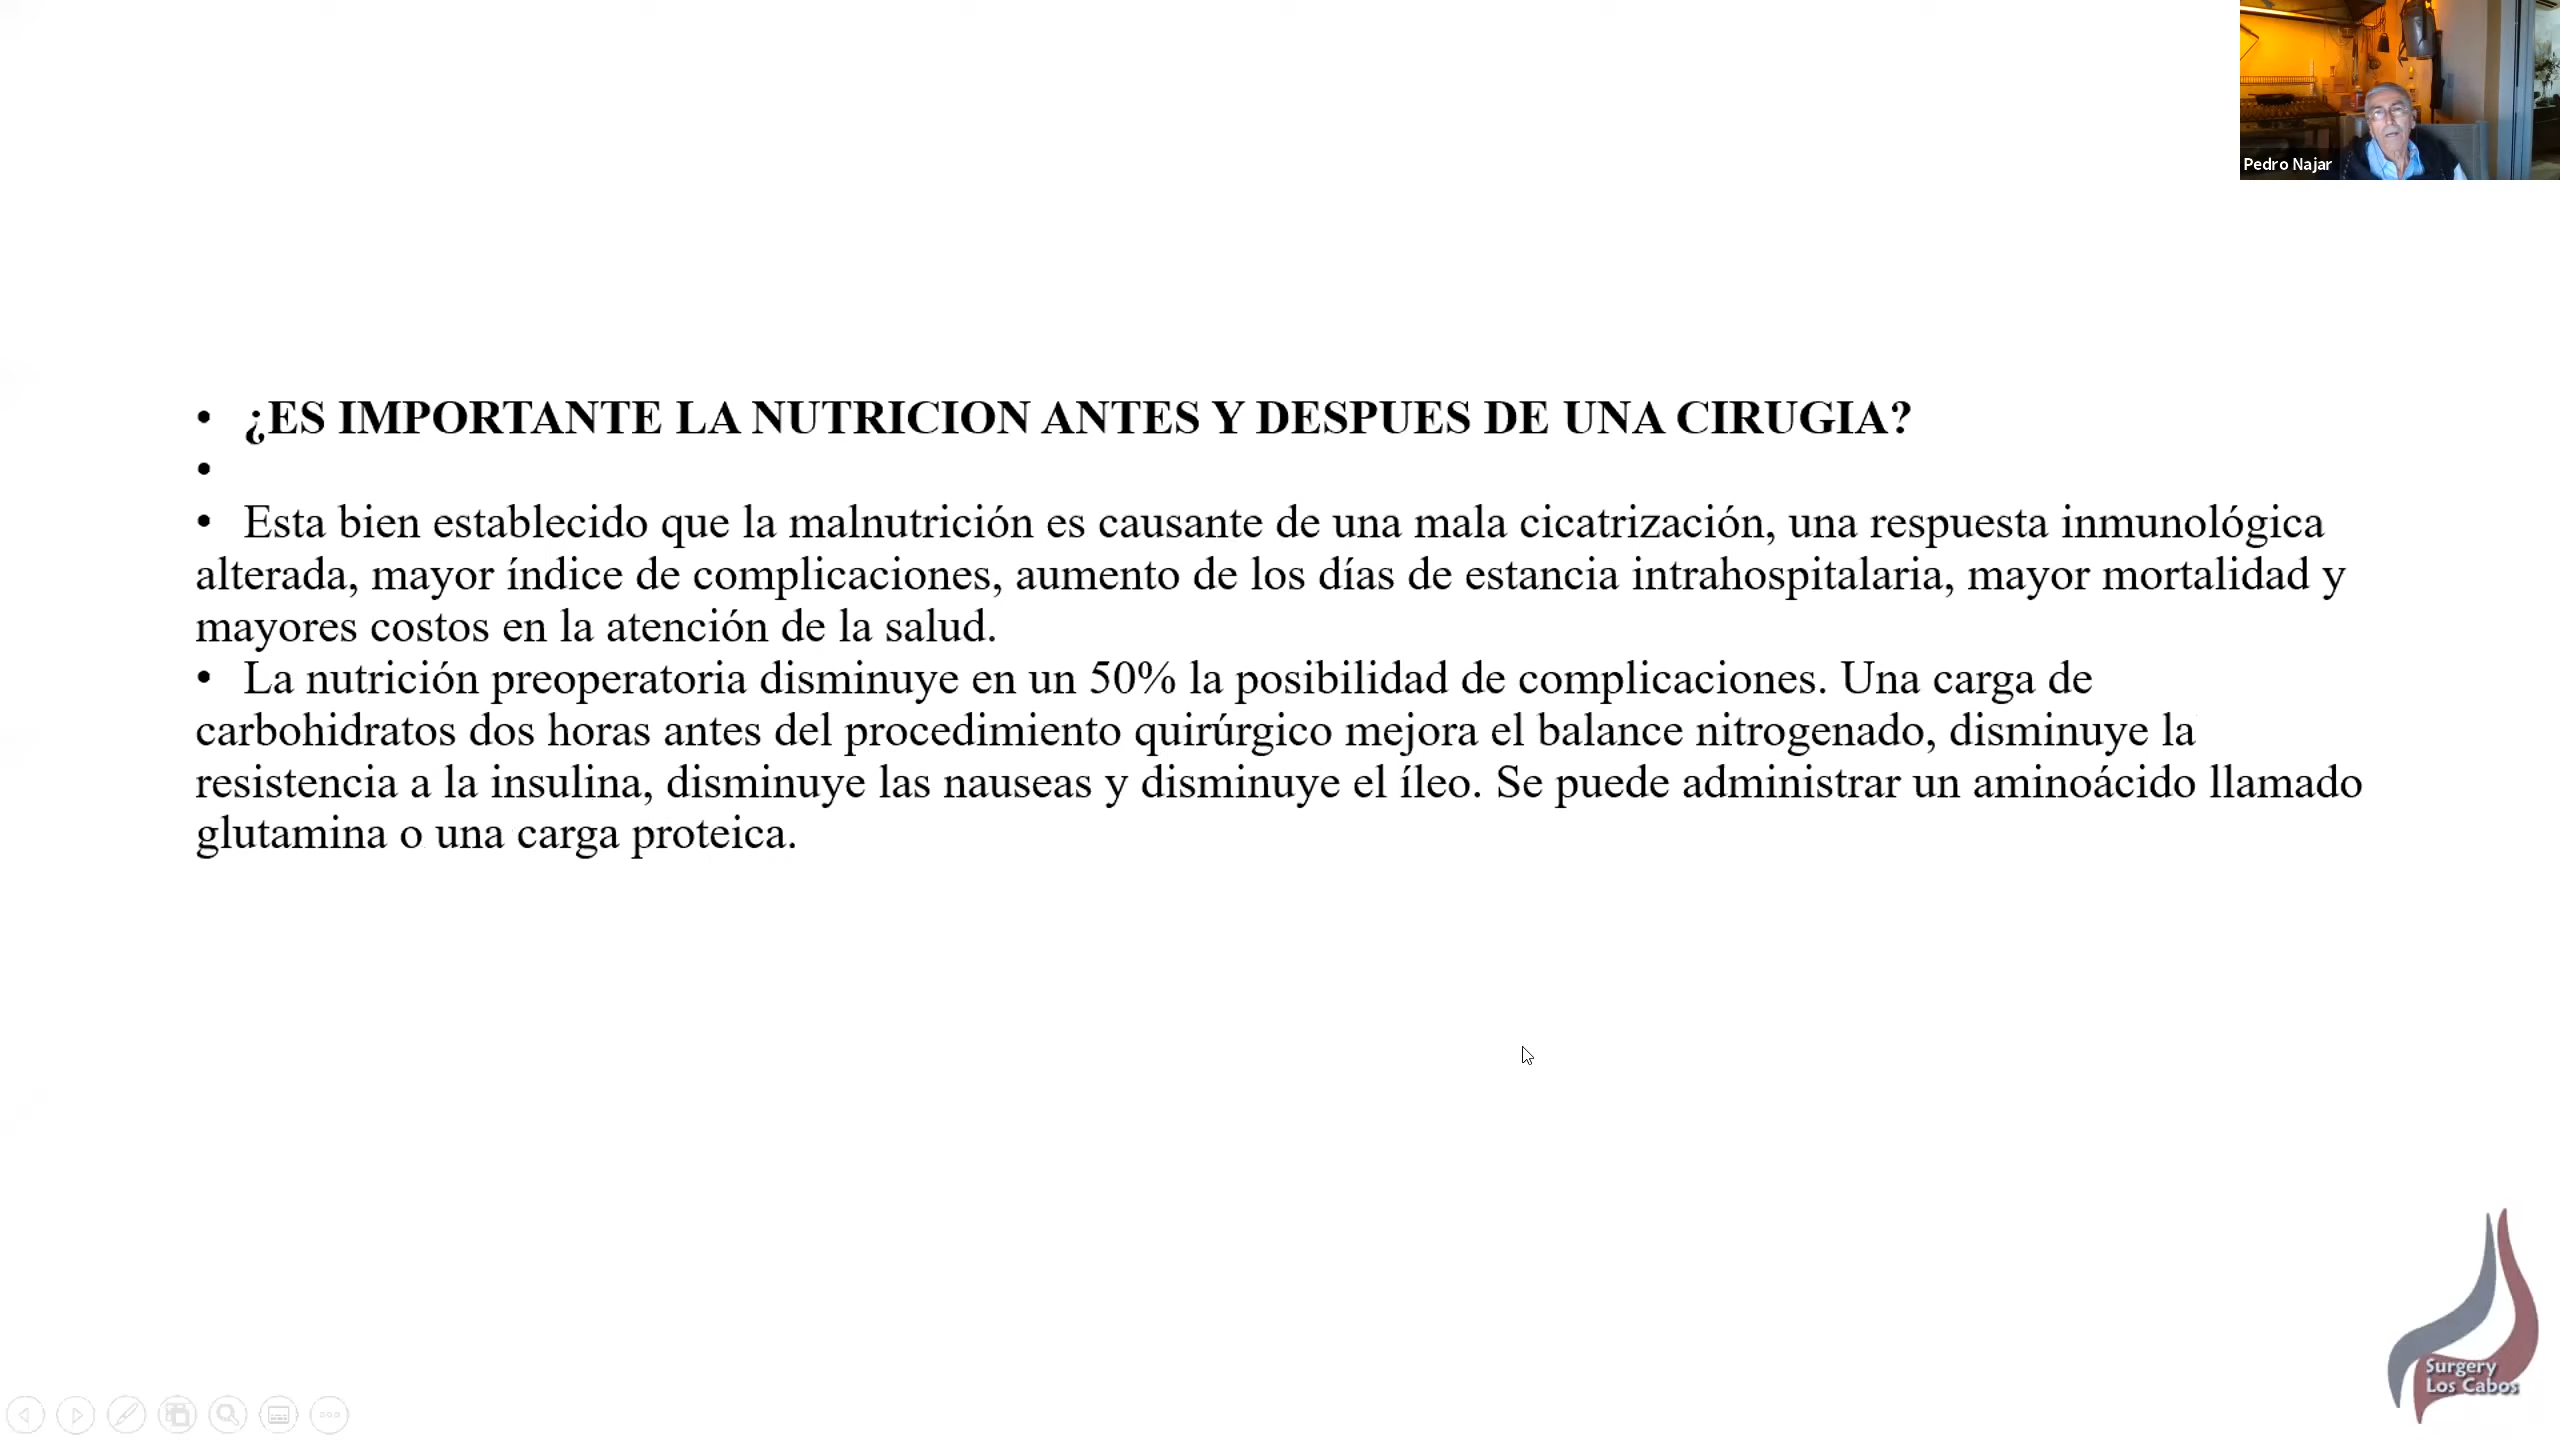 Pedro Najar
• ¿ES IMPORTANTE LA NUTRICION ANTES Y DESPUES DE UNA CIRUGIA?
•
• Esta bien establecido que la malnutrición es causante de una mala cicatrización, una respuesta inmunológica
alterada, mayor índice de complicaciones, aumento de los días de estancia intrahospitalaria, mayor mortalidad y
mayores costos en la atención de la salud.
• La nutrición preoperatoria disminuye en un 50% la posibilidad de complicaciones. Una carga de
carbohidratos dos horas antes del procedimiento quirúrgico mejora el balance nitrogenado, disminuye la
resistencia a la insulina, disminuye las nauseas y disminuye el íleo. Se puede administrar un aminoácido llamado
glutamina o una carga proteica.
Surgery
Los Cabos